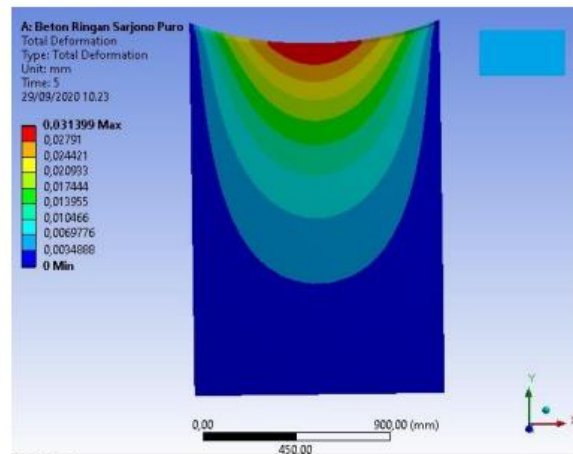 A: Beton Ringan Sarjono Puro
Total Deformation
Type: Total Deformation
Unit: mm
Time: 5
29/09/2020 10.23
0,031399 Max
0,02791
0,024421
0,020933
0,017444
0,013955
0,010466
0,0069776
0,0034888
0 Min
Y
X
0,00
900,00 (mm)
450,00